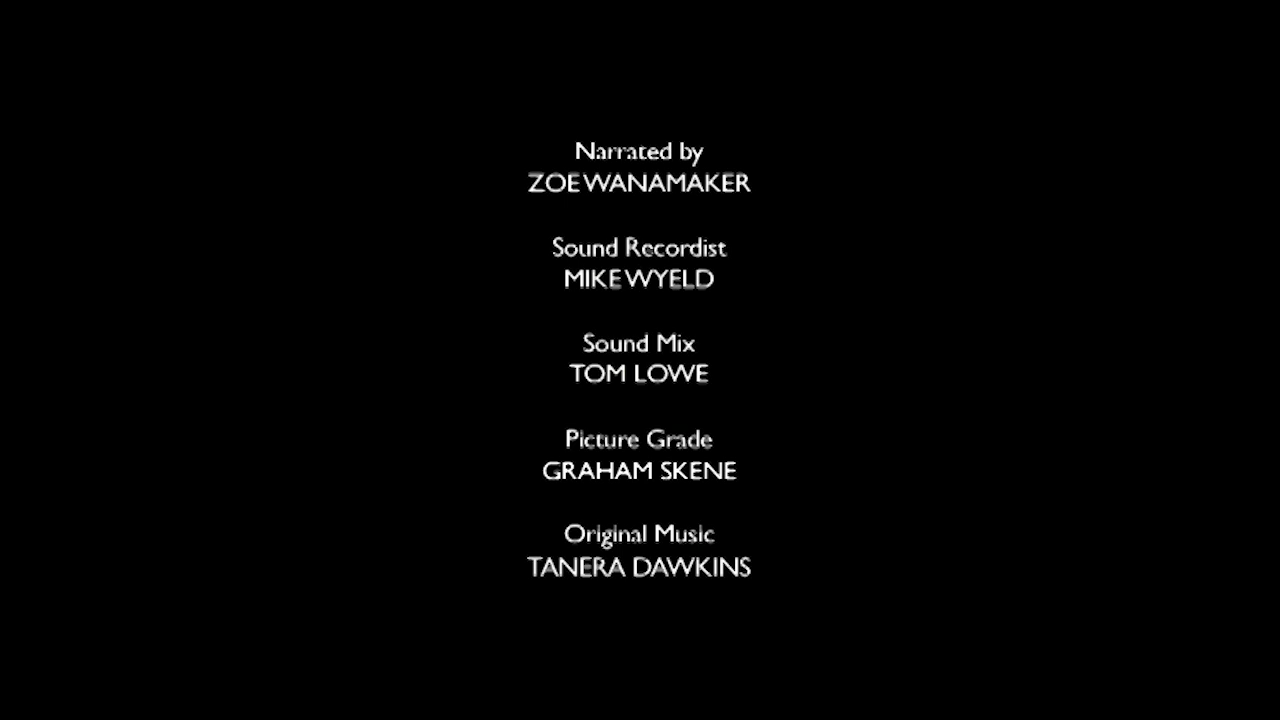 Narrated by
ZOE WANAMAKER
Sound Recordist
MIKE WYELD
Sound Mix
TOM LOWE
Picture Grade
GRAHAM SKENE
Original Music
TANERA DAWKINS